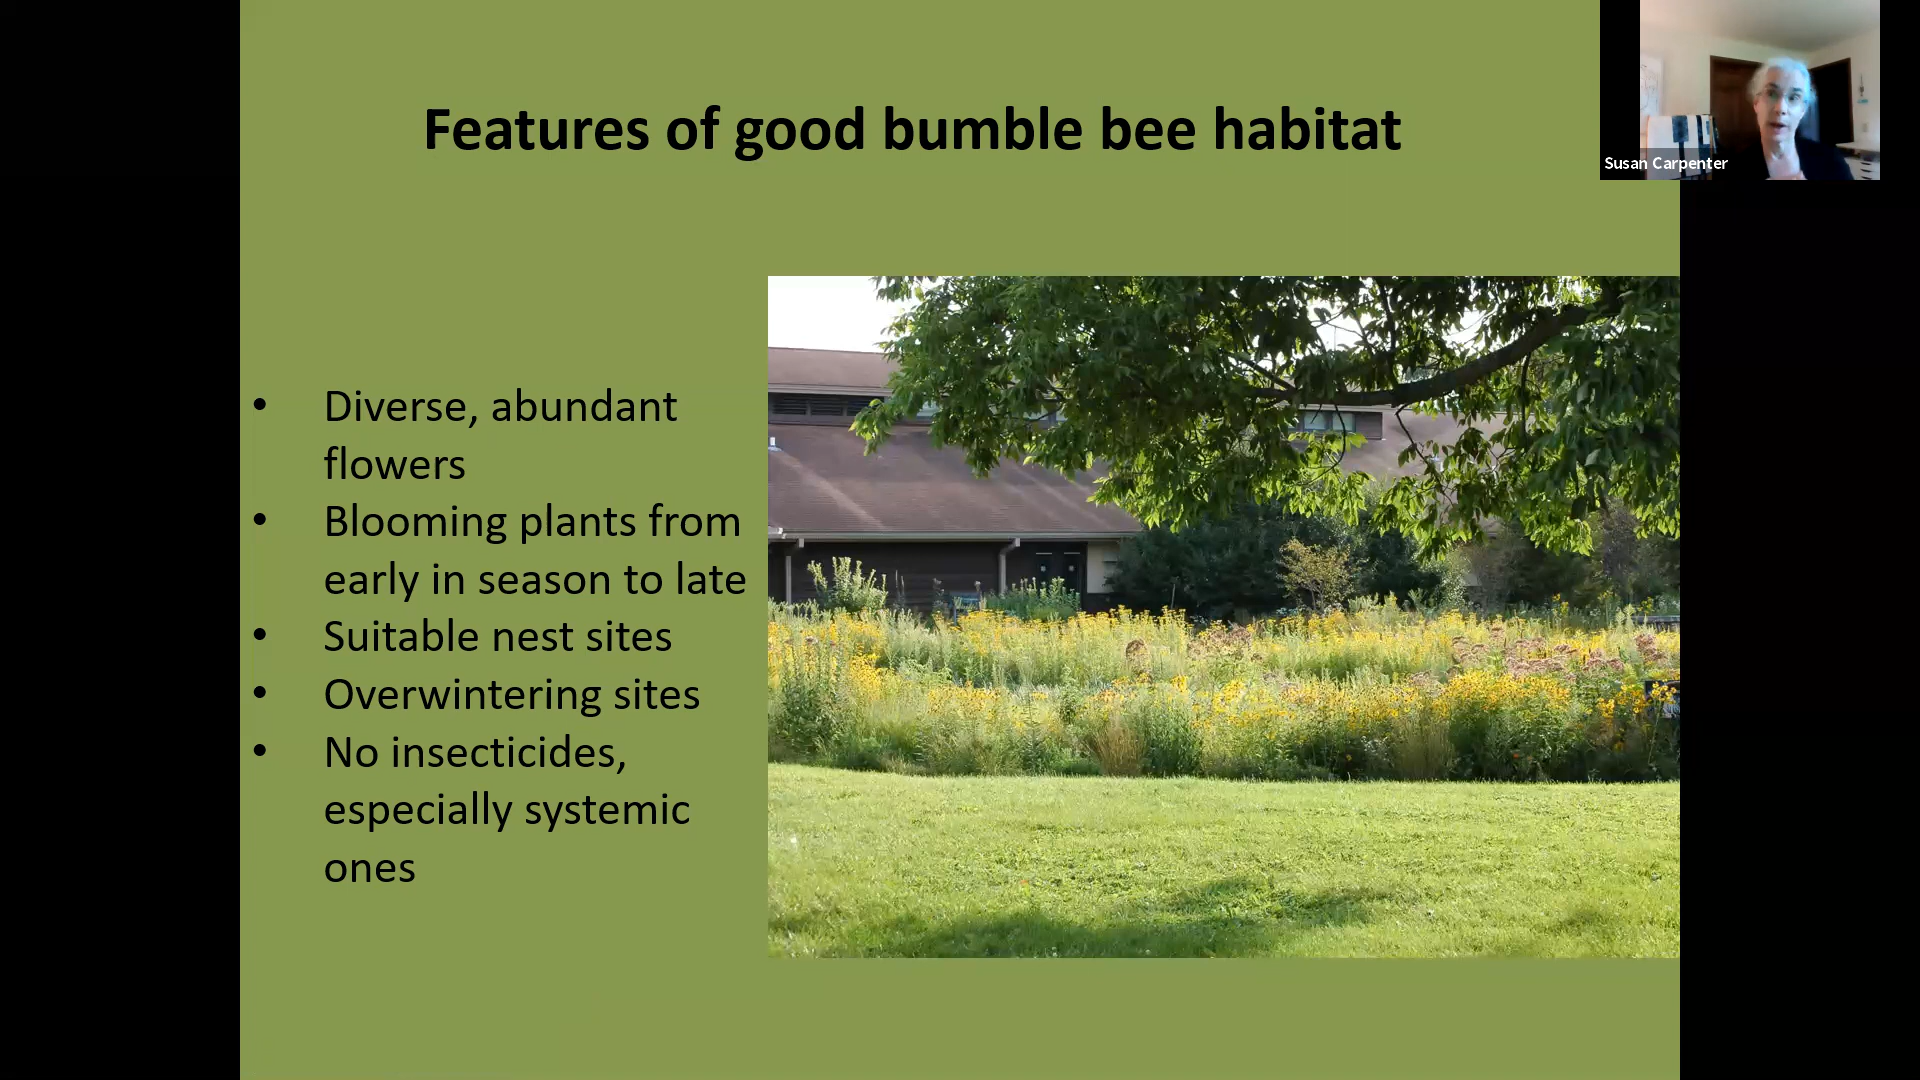 Features of good bumble bee habitat
Susan Carpenter
• Diverse, abundant
flowers
• Blooming plants from
early in season to late
• Suitable nest sites
• Overwintering sites
• No insecticides,
especially systemic
ones